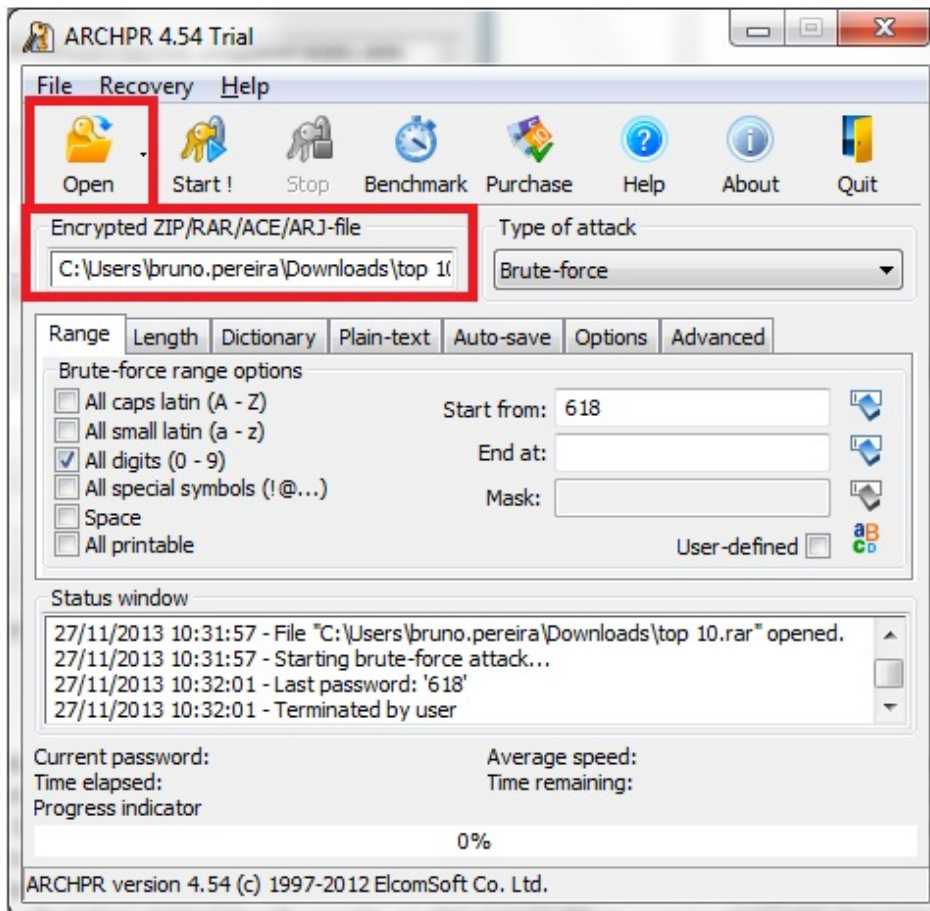 ARCHPR 4.54 Trial
File Recovery Help
Open Start ! Stop Benchmark Purchase Help About Quit
Encrypted ZIP/RAR/ACE/ARJ-file
C:\Users\bruno.pereira\Downloads\top 10
Type of attack
Brute-force
Range Length Dictionary Plain-text Auto-save Options Advanced
Brute-force range options
All caps latin (A - Z)
All small latin (a - z)
All digits (0 - 9)
All special symbols (!@...)
Space
All printable
Start from: 618
End at:
Mask:
User-defined
Status window
27/11/2013 10:31:57 - File "C:\Users\bruno.pereira\Downloads\top 10.rar" opened.
27/11/2013 10:31:57 - Starting brute-force attack...
27/11/2013 10:32:01 - Last password: '618'
27/11/2013 10:32:01 - Terminated by user
Current password:
Average speed:
Time elapsed:
Time remaining:
Progress indicator
0%
ARCHPR version 4.54 (c) 1997-2012 ElcomSoft Co. Ltd.